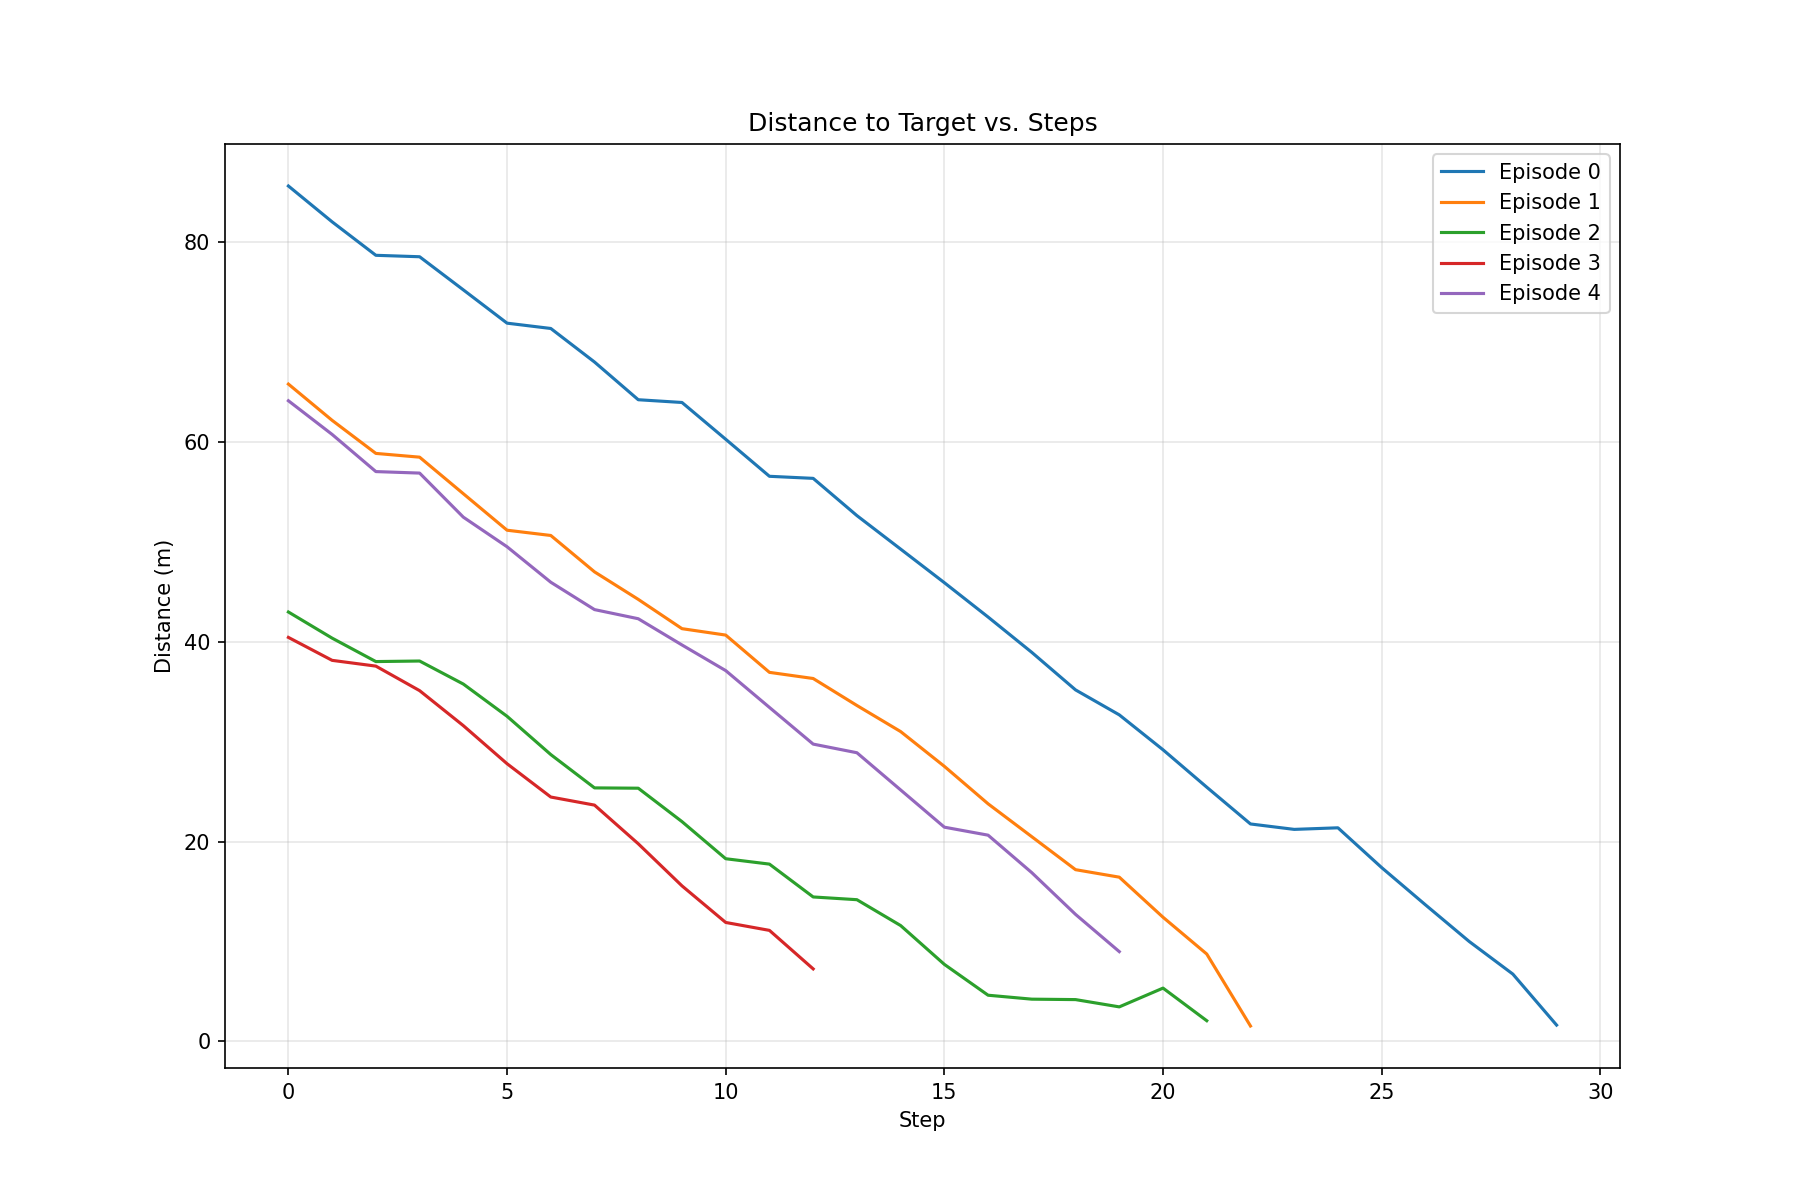 Distance to Target vs. Steps
Episode 0
Episode 1
Episode 2
Episode 3
Episode 4
80
60
40
20
0
Distance (m)
0 5 10 15 20 25 30
Step